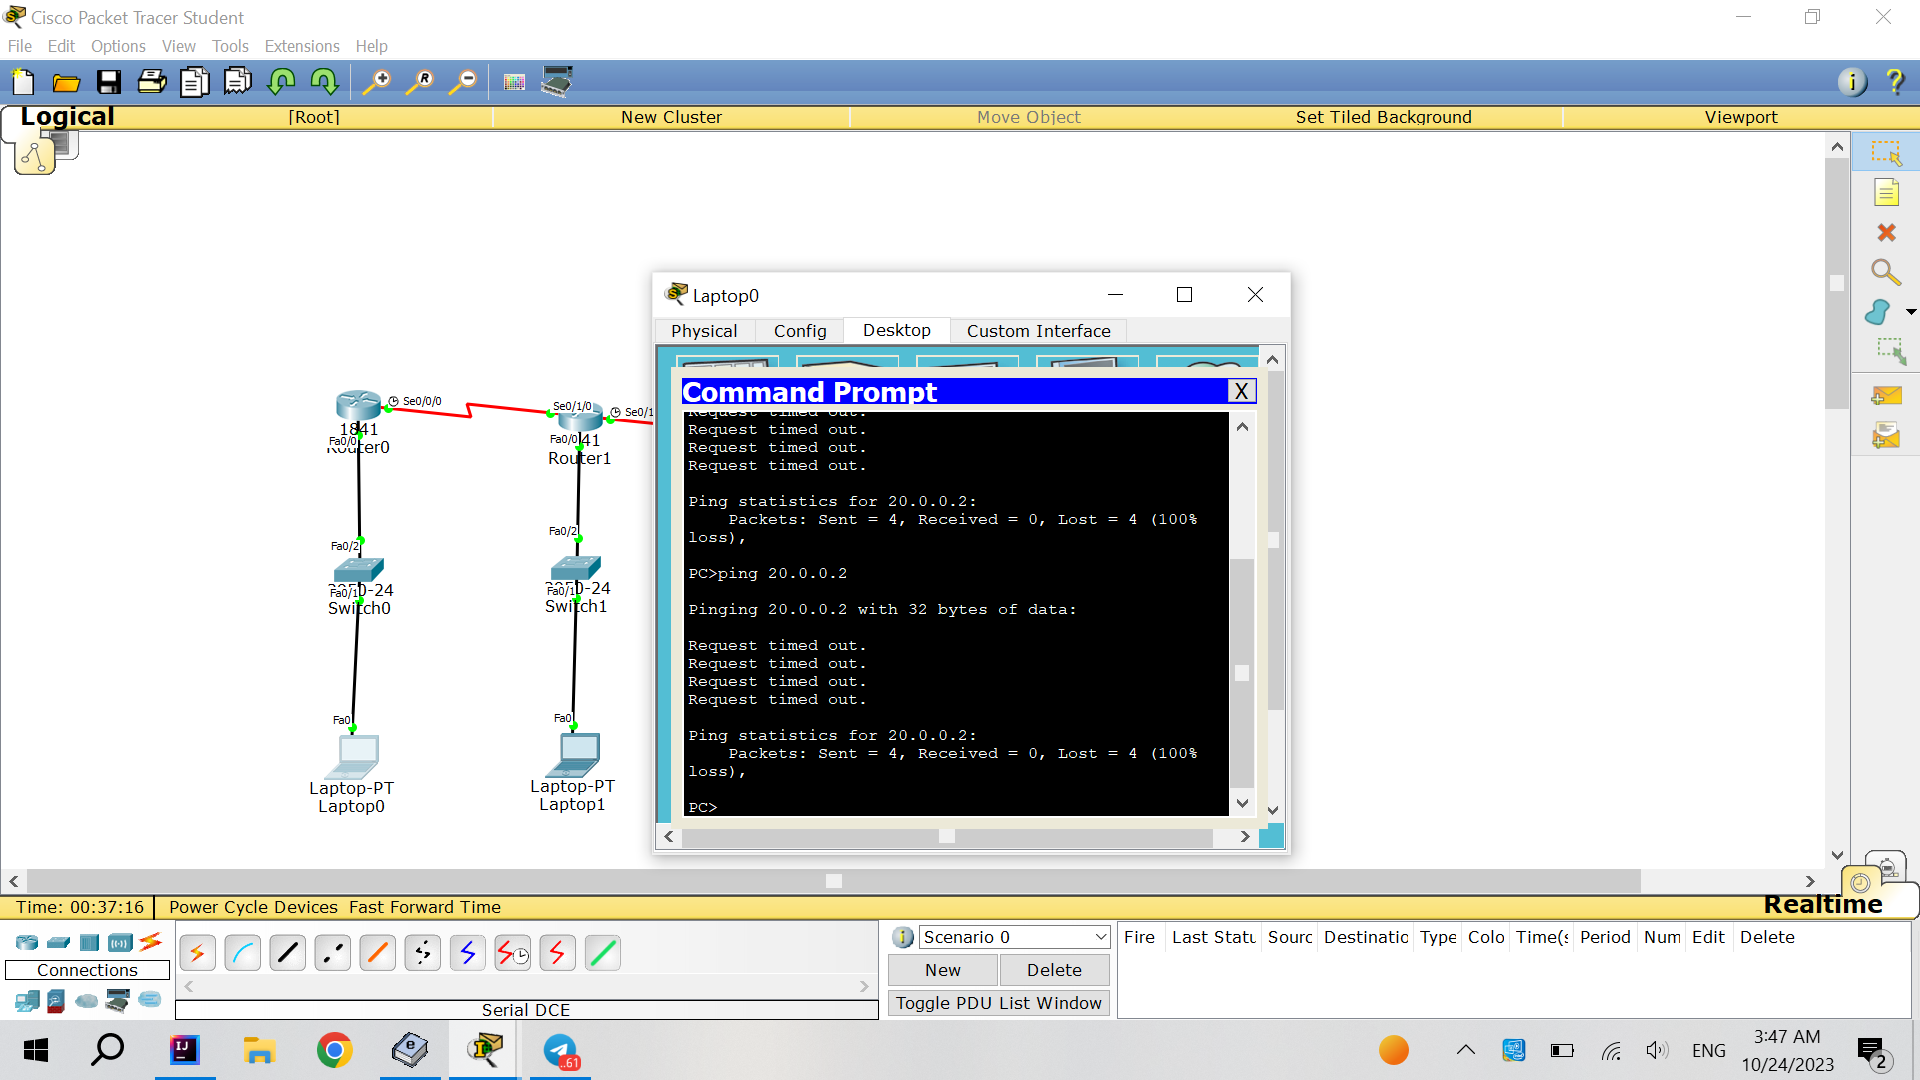 Cisco Packet Tracer Student
File Edit Options View Tools Extensions Help
Logical [Root] New Cluster Move Object Set Tiled Background Viewport
Laptop0
Physical Config Desktop Custom Interface
Command Prompt X
Request timed out.
Request timed out.
Request timed out.
Request timed out.
Ping statistics for 20.0.0.2:
Packets: Sent = 4, Received = 0, Lost = 4 (100%
loss),
PC>ping 20.0.0.2
Pinging 20.0.0.2 with 32 bytes of data:
Request timed out.
Request timed out.
Request timed out.
Request timed out.
Ping statistics for 20.0.0.2:
Packets: Sent = 4, Received = 0, Lost = 4 (100%
loss),
PC>
Se0/0/0
1841
Fa0/0
Router0
Se0/1/0
Se0/1
Fa0/0
41
Router1
Fa0/2
Fa0/1
-24
Switch0
Fa0/2
Fa0/1
-24
Switch1
Fa0
Laptop-PT
Laptop0
Fa0
Laptop-PT
Laptop1
Time: 00:37:16 Power Cycle Devices Fast Forward Time
Realtime
Connections
Serial DCE
Scenario 0
New Delete
Toggle PDU List Window
Fire Last Statu Sourc Destinatio Type Colo Time(s Period Num Edit Delete
IJ
..61
ENG
3:47 AM
10/24/2023
2